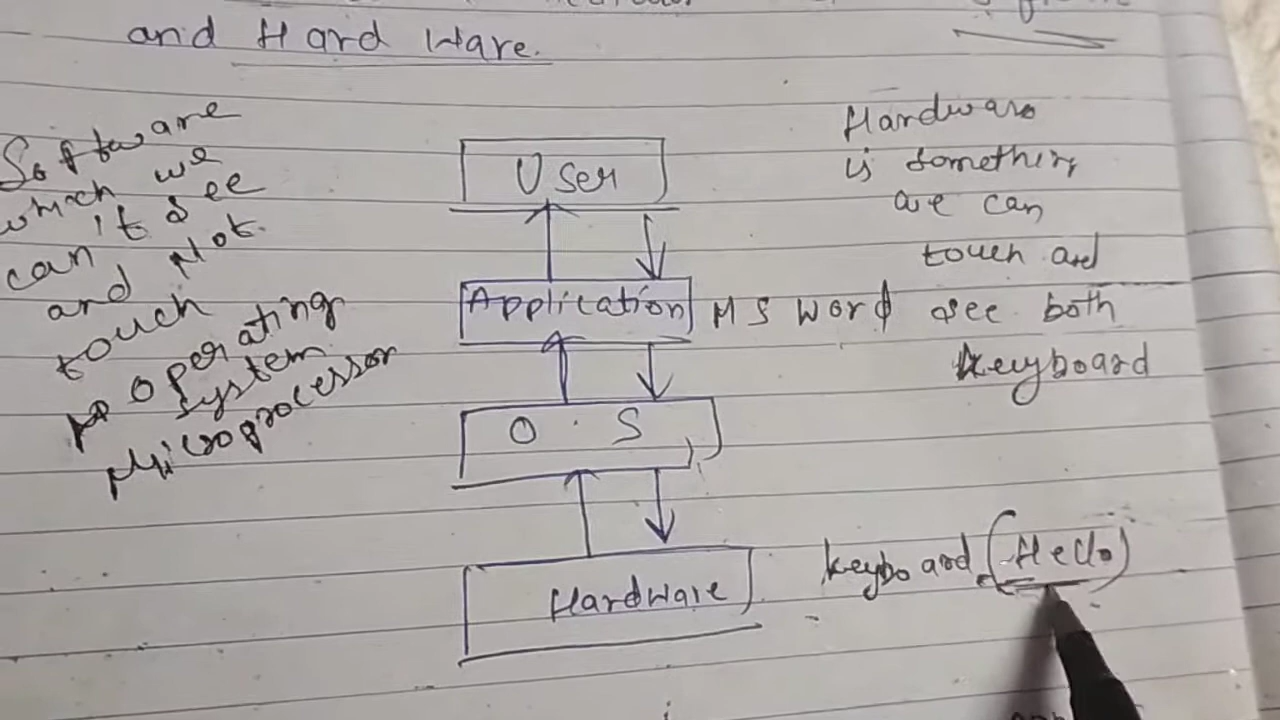 and Hard Ware.
Software
which we
can it see
and Not
touch
operating
system
Microprocessor
User
Application
O.S
Hardware
MS Word
Hardware
is something
we can
touch and
see both
keyboard
keyboard (Hello)